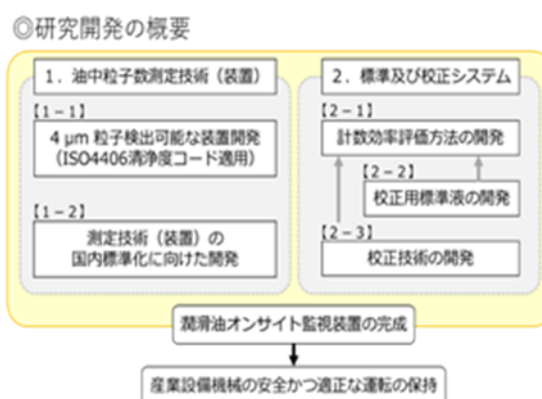 ◎研究開発の概要
1．油中粒子数測定技術（装置）
【1－1】
4 μm 粒子検出可能な装置開発
（ISO4406清浄度コード適用）
【1－2】
測定技術（装置）の
国内標準化に向けた開発
2．標準及び校正システム
【2－1】
計数効率評価方法の開発
【2－2】
校正用標準液の開発
【2－3】
校正技術の開発
潤滑油オンサイト監視装置の完成
産業設備機械の安全かつ適正な運転の保持